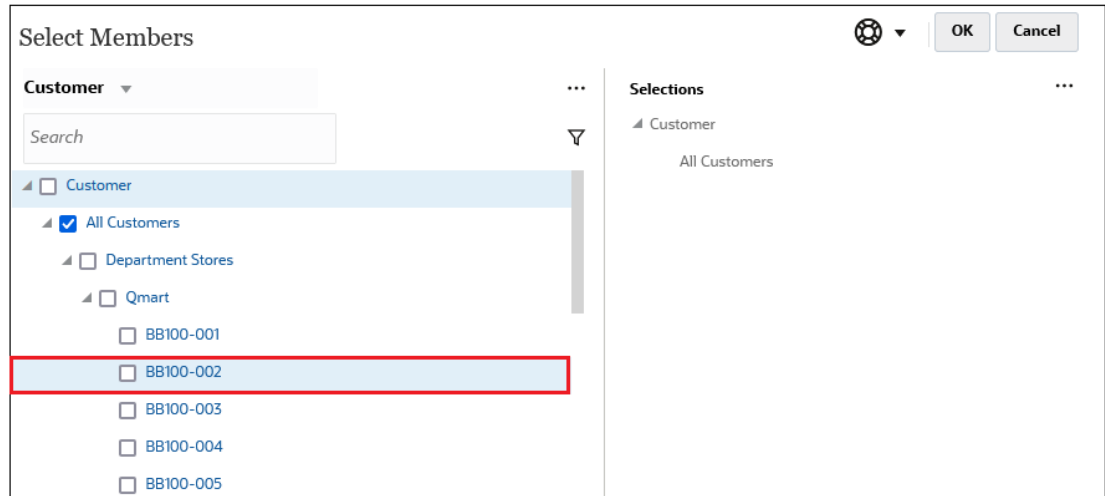 Select Members
OK
Cancel
Customer
Selections
Search
Customer
All Customers
Customer
All Customers
Department Stores
Qmart
BB100-001
BB100-002
BB100-003
BB100-004
BB100-005